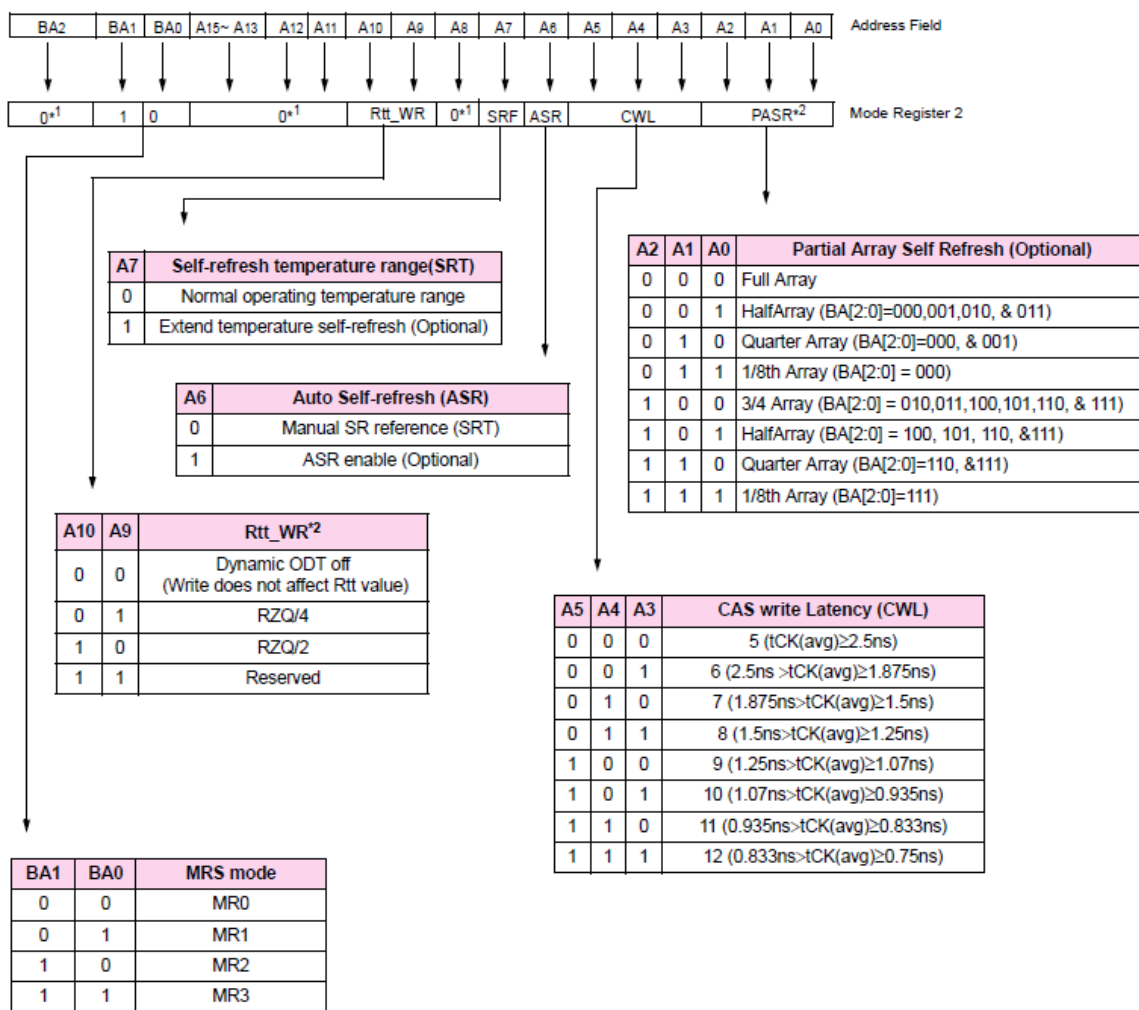 BA2 BA1 BA0 A15~ A13 A12 A11 A10 A9 A8 A7 A6 A5 A4 A3 A2 A1 A0 Address Field
0*1 1 0 0*1 Rtt_WR 0*1 SRF ASR CWL PASR*2 Mode Register 2
A7 Self-refresh temperature range(SRT)
0 Normal operating temperature range
1 Extend temperature self-refresh (Optional)
A2 A1 A0 Partial Array Self Refresh (Optional)
0 0 0 Full Array
0 0 1 HalfArray (BA[2:0]=000,001,010, & 011)
0 1 0 Quarter Array (BA[2:0]=000, & 001)
0 1 1 1/8th Array (BA[2:0] = 000)
1 0 0 3/4 Array (BA[2:0] = 010,011,100,101,110, & 111)
1 0 1 HalfArray (BA[2:0] = 100, 101, 110, &111)
1 1 0 Quarter Array (BA[2:0]=110, &111)
1 1 1 1/8th Array (BA[2:0]=111)
A6 Auto Self-refresh (ASR)
0 Manual SR reference (SRT)
1 ASR enable (Optional)
A10 A9 Rtt_WR*2
0 0 Dynamic ODT off
(Write does not affect Rtt value)
0 1 RZQ/4
1 0 RZQ/2
1 1 Reserved
A5 A4 A3 CAS write Latency (CWL)
0 0 0 5 (tCK(avg)≥2.5ns)
0 0 1 6 (2.5ns >tCK(avg)≥1.875ns)
0 1 0 7 (1.875ns>tCK(avg)≥1.5ns)
0 1 1 8 (1.5ns>tCK(avg)≥1.25ns)
1 0 0 9 (1.25ns>tCK(avg)≥1.07ns)
1 0 1 10 (1.07ns>tCK(avg)≥0.935ns)
1 1 0 11 (0.935ns>tCK(avg)≥0.833ns)
1 1 1 12 (0.833ns>tCK(avg)≥0.75ns)
BA1 BA0 MRS mode
0 0 MR0
0 1 MR1
1 0 MR2
1 1 MR3